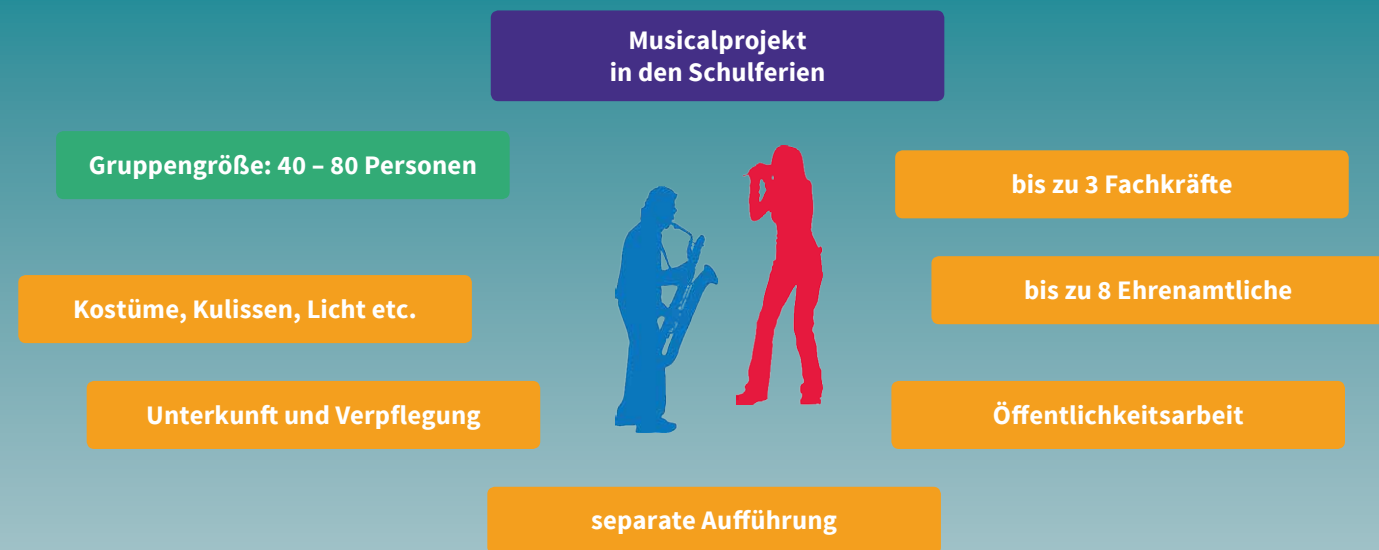 Musicalprojekt
in den Schulferien
Gruppengröße: 40 – 80 Personen
bis zu 3 Fachkräfte
Kostüme, Kulissen, Licht etc.
bis zu 8 Ehrenamtliche
Unterkunft und Verpflegung
Öffentlichkeitsarbeit
separate Aufführung